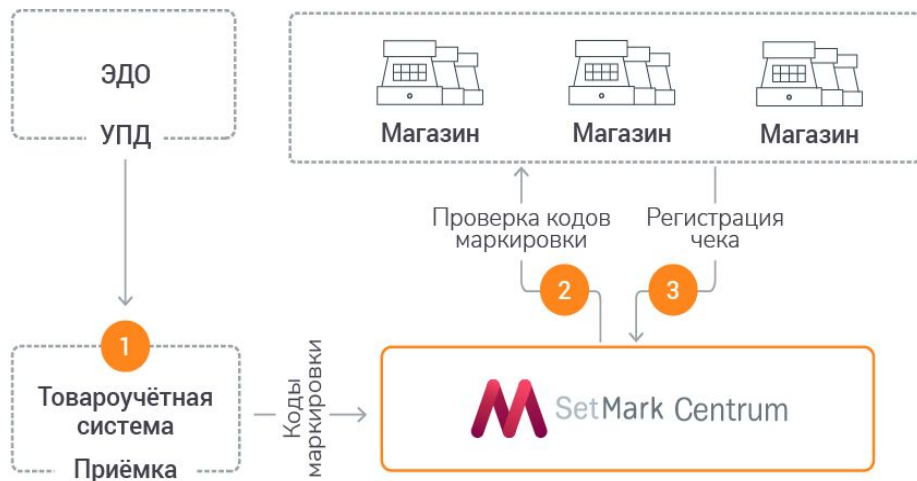 ЭДО
УПД
Магазин
Магазин
Магазин
Проверка кодов
маркировки
Регистрация
чека
2
3
1
Товароучётная
система
Приёмка
Коды
маркировки
SetMark Centrum